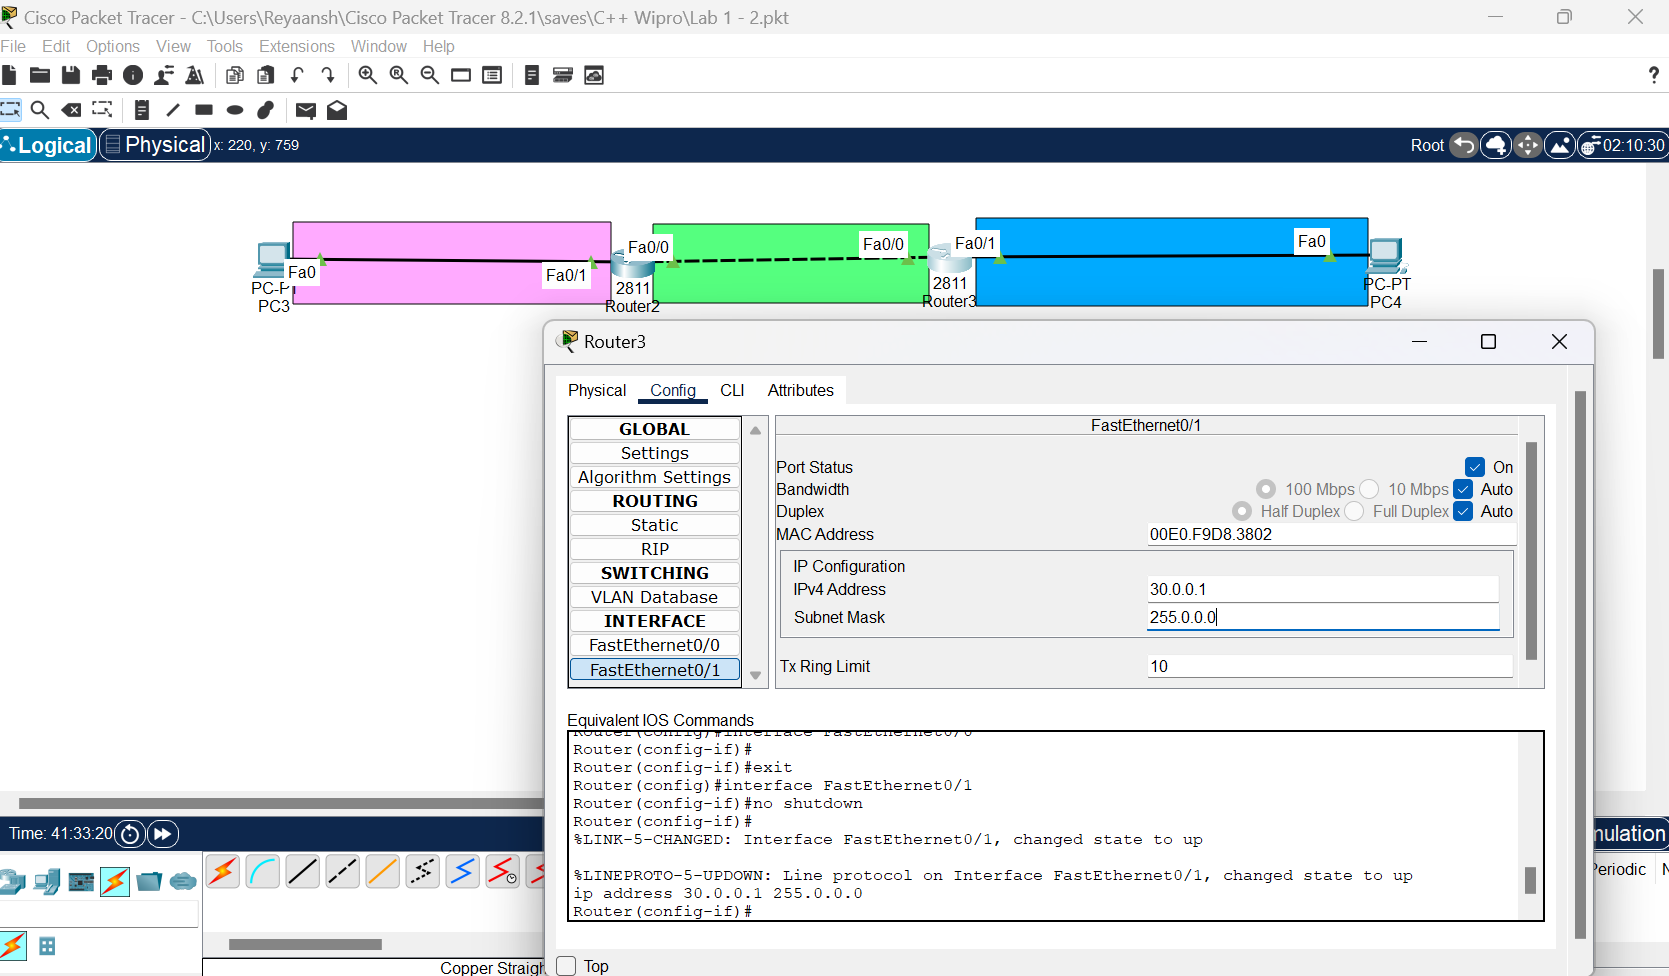 Cisco Packet Tracer - C:\Users\Reyaansh\Cisco Packet Tracer 8.2.1\saves\C++ Wipro\Lab 1 - 2.pkt
File Edit Options View Tools Extensions Window Help
?
Logical Physical x: 220, y: 759 Root 02:10:30
Fa0/0 Fa0/0 Fa0/1 Fa0
Fa0 Fa0/1
PC-P 2811 2811 PC-PT
PC3 Router2 Router3 PC4
Router3
Physical Config CLI Attributes
GLOBAL
Settings
Algorithm Settings
ROUTING
Static
RIP
SWITCHING
VLAN Database
INTERFACE
FastEthernet0/0
FastEthernet0/1
FastEthernet0/1
Port Status On
Bandwidth 100 Mbps 10 Mbps Auto
Duplex Half Duplex Full Duplex Auto
MAC Address 00E0.F9D8.3802
IP Configuration
IPv4 Address 30.0.0.1
Subnet Mask 255.0.0.0
Tx Ring Limit 10
Equivalent IOS Commands
Router(config)#interface FastEthernet0/0
Router(config-if)#
Router(config-if)#exit
Router(config)#interface FastEthernet0/1
Router(config-if)#no shutdown
Router(config-if)#
%LINK-5-CHANGED: Interface FastEthernet0/1, changed state to up
%LINEPROTO-5-UPDOWN: Line protocol on Interface FastEthernet0/1, changed state to up
ip address 30.0.0.1 255.0.0.0
Router(config-if)#
Top
Time: 41:33:20
nulation
Periodic N
Copper Straigh